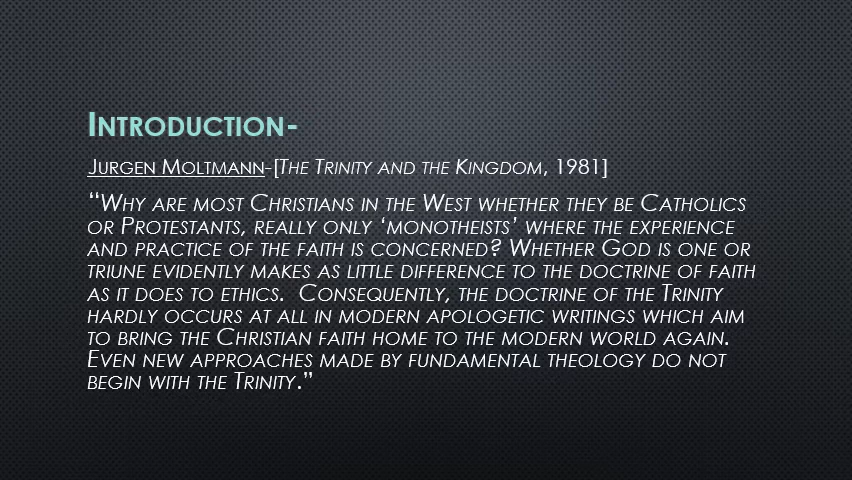 Introduction-
Jurgen Moltmann-[The Trinity and the Kingdom, 1981]
“Why are most Christians in the West whether they be Catholics
or Protestants, really only ‘monotheists’ where the experience
and practice of the faith is concerned? Whether God is one or
triune evidently makes as little difference to the doctrine of faith
as it does to ethics.  Consequently, the doctrine of the Trinity
hardly occurs at all in modern apologetic writings which aim
to bring the Christian faith home to the modern world again.
Even new approaches made by fundamental theology do not
begin with the Trinity.”